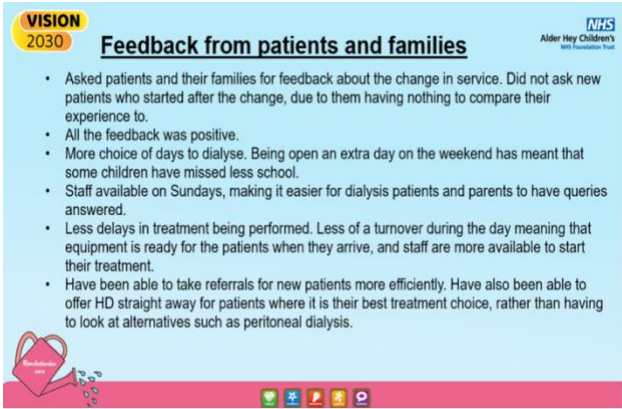 VISION
2030
NHS
Alder Hey Children's
NHS Foundation Trust
Feedback from patients and families
• Asked patients and their families for feedback about the change in service. Did not ask new
patients who started after the change, due to them having nothing to compare their
experience to.
• All the feedback was positive.
• More choice of days to dialyse. Being open an extra day on the weekend has meant that
some children have missed less school.
• Staff available on Sundays, making it easier for dialysis patients and parents to have queries
answered.
• Less delays in treatment being performed. Less of a turnover during the day meaning that
equipment is ready for the patients when they arrive, and staff are more available to start
their treatment.
• Have been able to take referrals for new patients more efficiently. Have also been able to
offer HD straight away for patients where it is their best treatment choice, rather than having
to look at alternatives such as peritoneal dialysis.
care